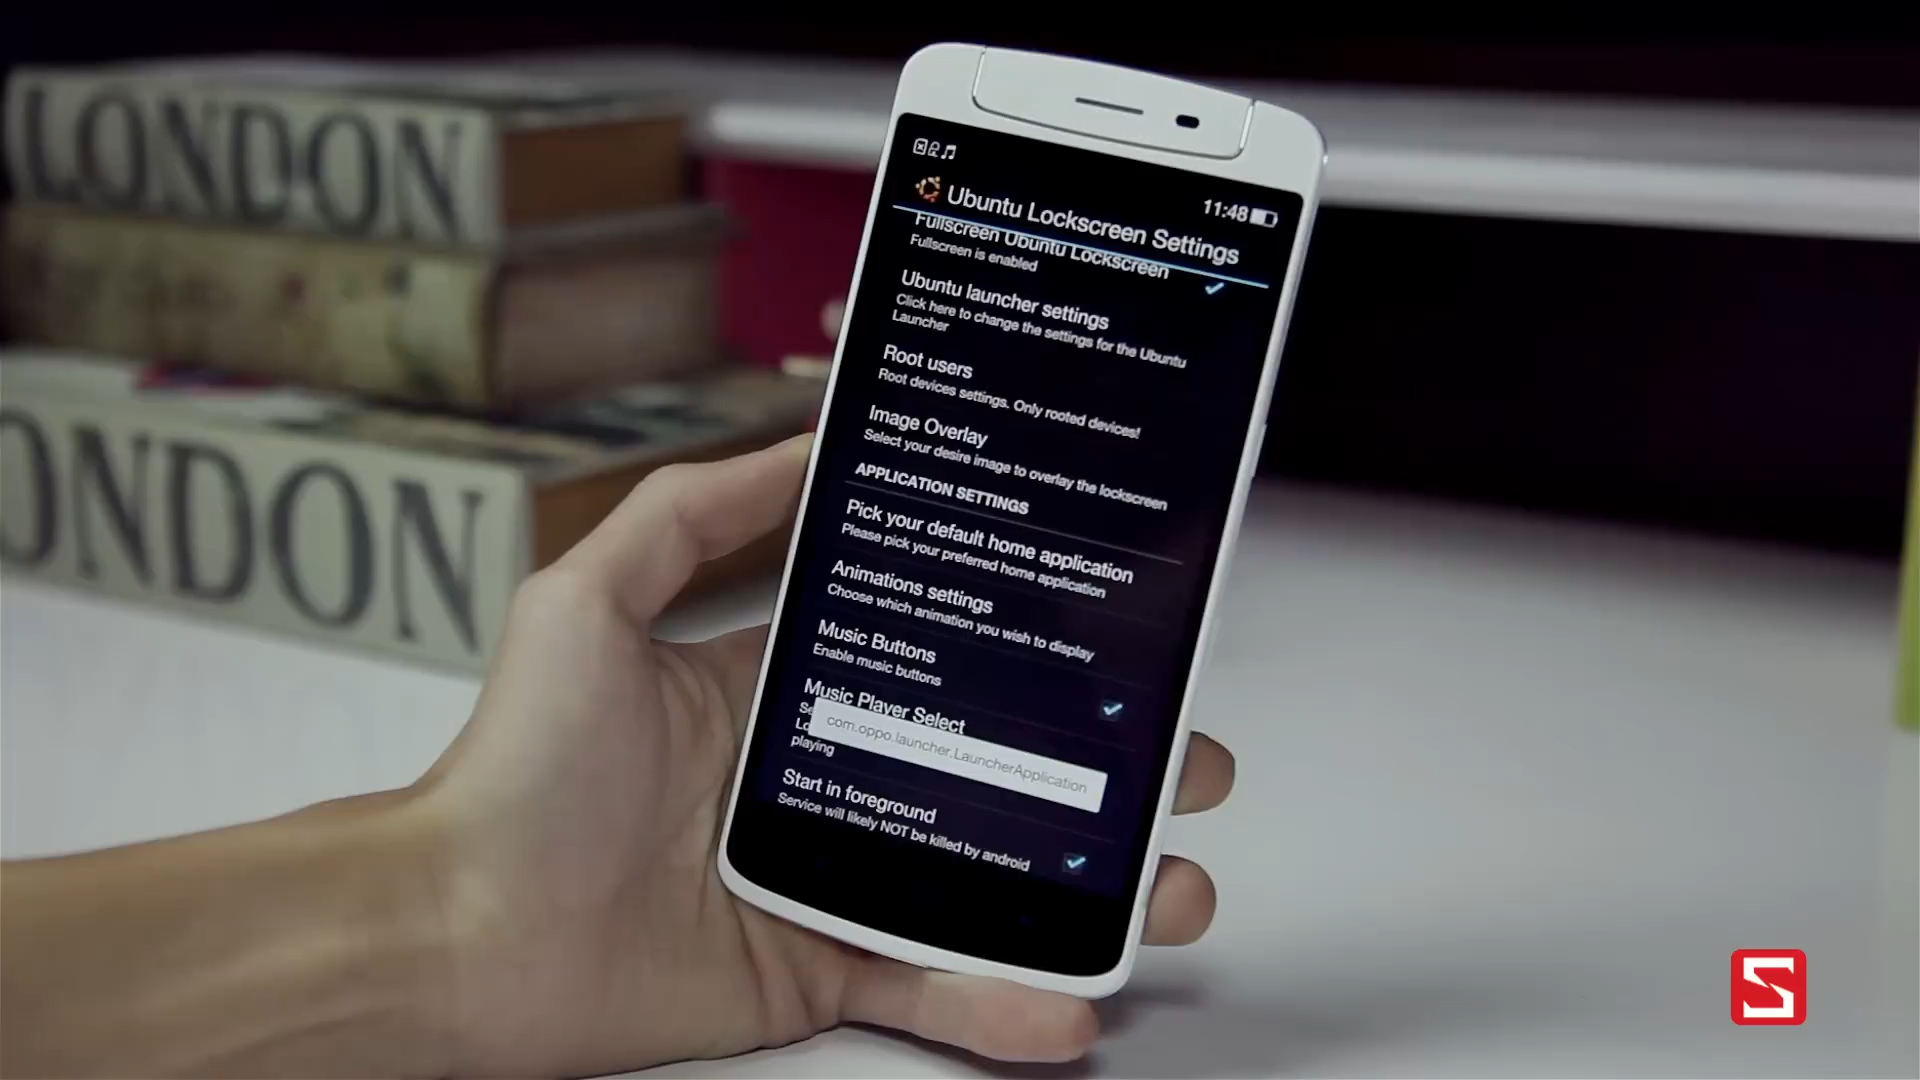 LONDON
LONDON
11:48
Ubuntu Lockscreen Settings
Fullscreen Ubuntu Lockscreen
Fullscreen is enabled
Ubuntu launcher settings
Click here to change the settings for the Ubuntu
Launcher
Root users
Root devices settings. Only rooted devices!
Image Overlay
Select your desire image to overlay the lockscreen
APPLICATION SETTINGS
Pick your default home application
Please pick your preferred home application
Animations settings
Choose which animation you wish to display
Music Buttons
Enable music buttons
Music Player Select
Se
Lo
playing
com.oppo.launcher.LauncherApplication
Start in foreground
Service will likely NOT be killed by android
S